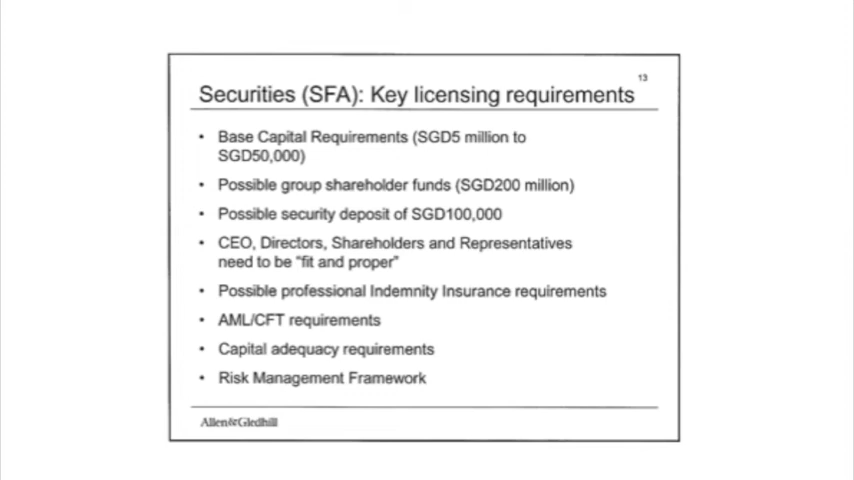 13
Securities (SFA): Key licensing requirements
• Base Capital Requirements (SGD5 million to
SGD50,000)
• Possible group shareholder funds (SGD200 million)
• Possible security deposit of SGD100,000
• CEO, Directors, Shareholders and Representatives
need to be "fit and proper"
• Possible professional Indemnity Insurance requirements
• AML/CFT requirements
• Capital adequacy requirements
• Risk Management Framework
Allen&Gledhill